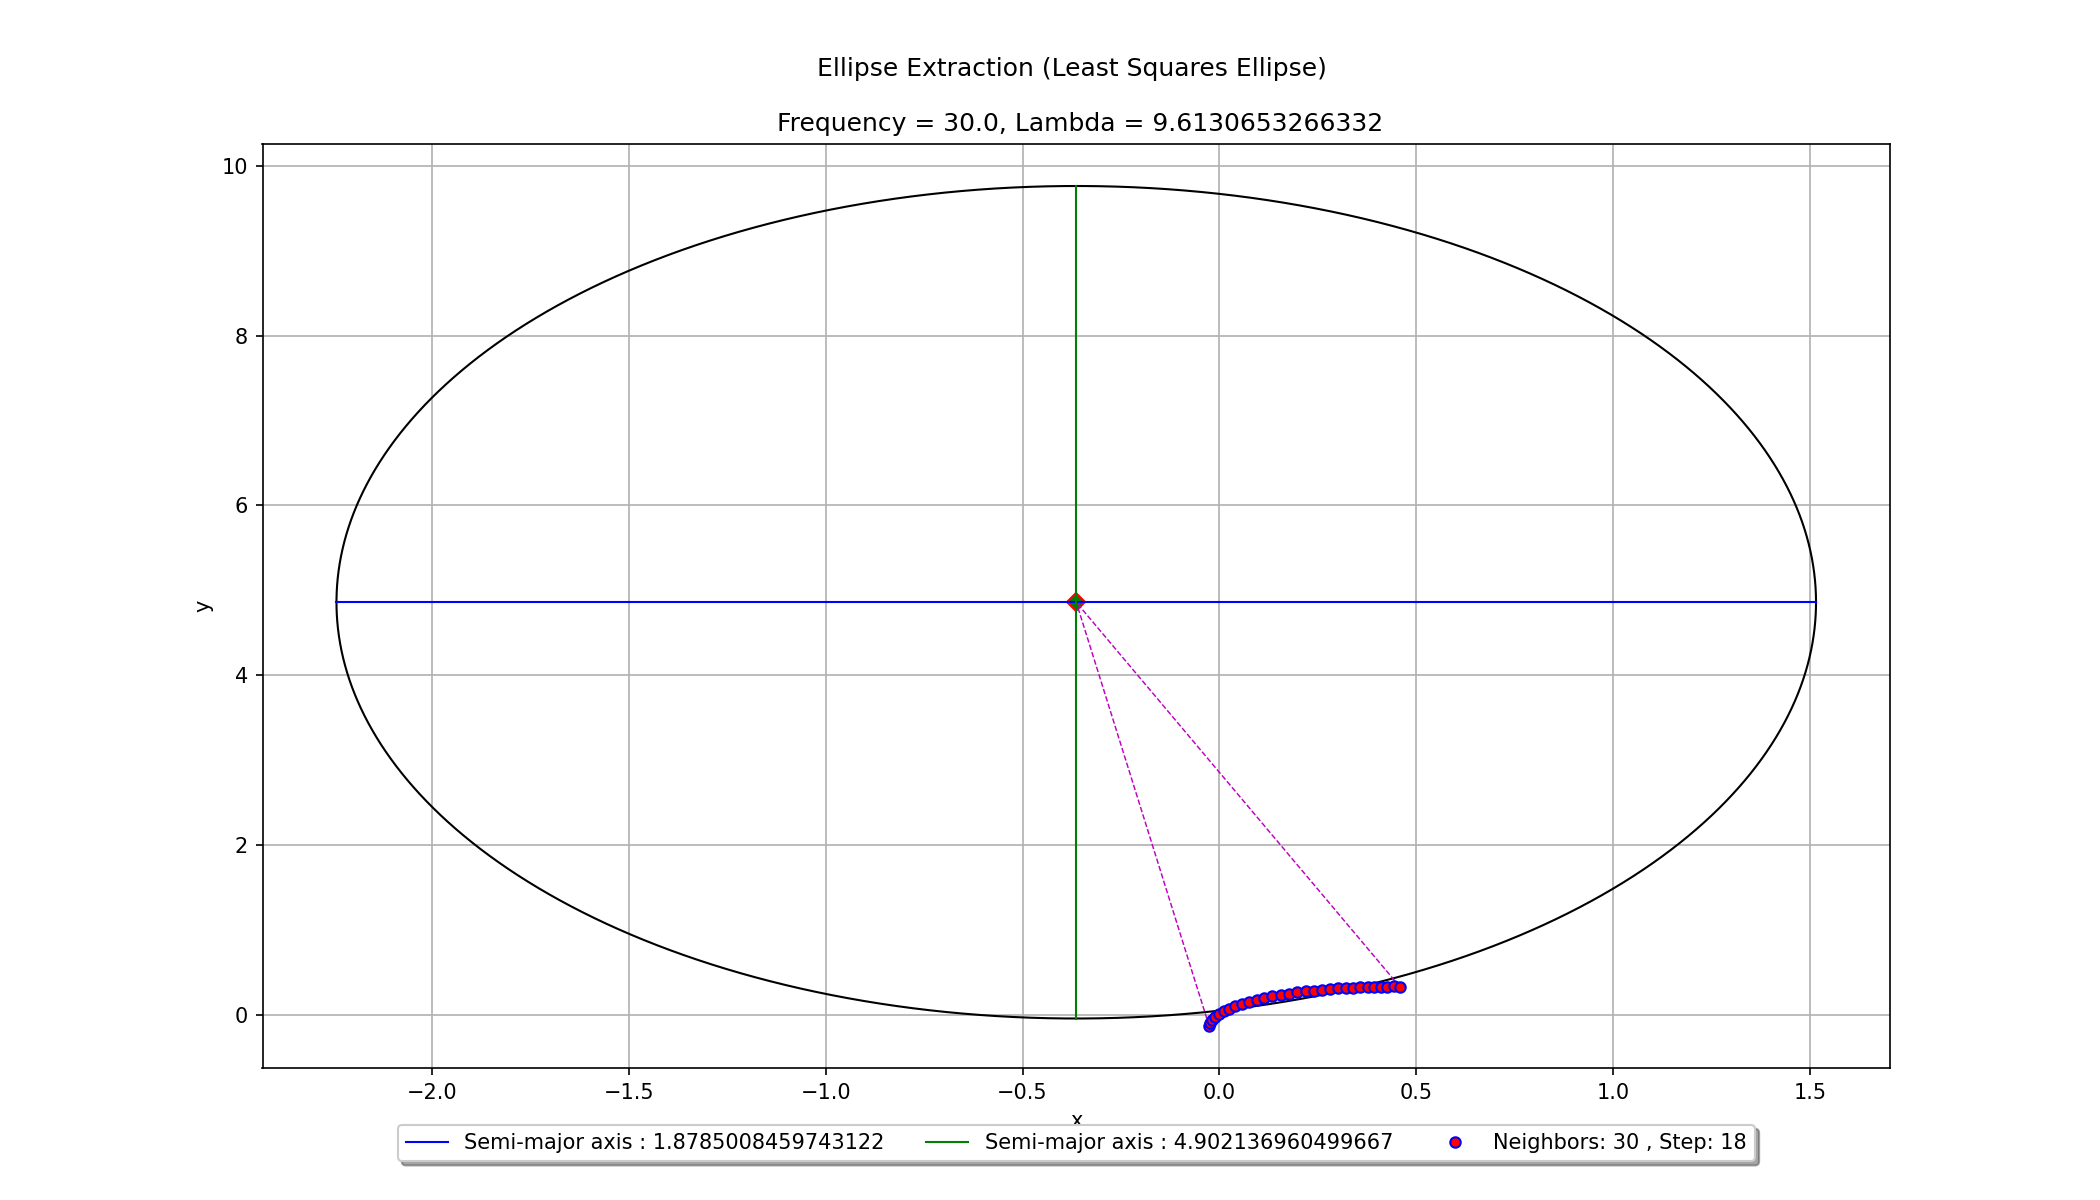 Ellipse Extraction (Least Squares Ellipse)
Frequency = 30.0, Lambda = 9.6130653266332
10
8
6
4
2
0
y
−2.0 −1.5 −1.0 −0.5 0.0 0.5 1.0 1.5
x
Semi-major axis : 1.8785008459743122 Semi-major axis : 4.902136960499667 Neighbors: 30 , Step: 18